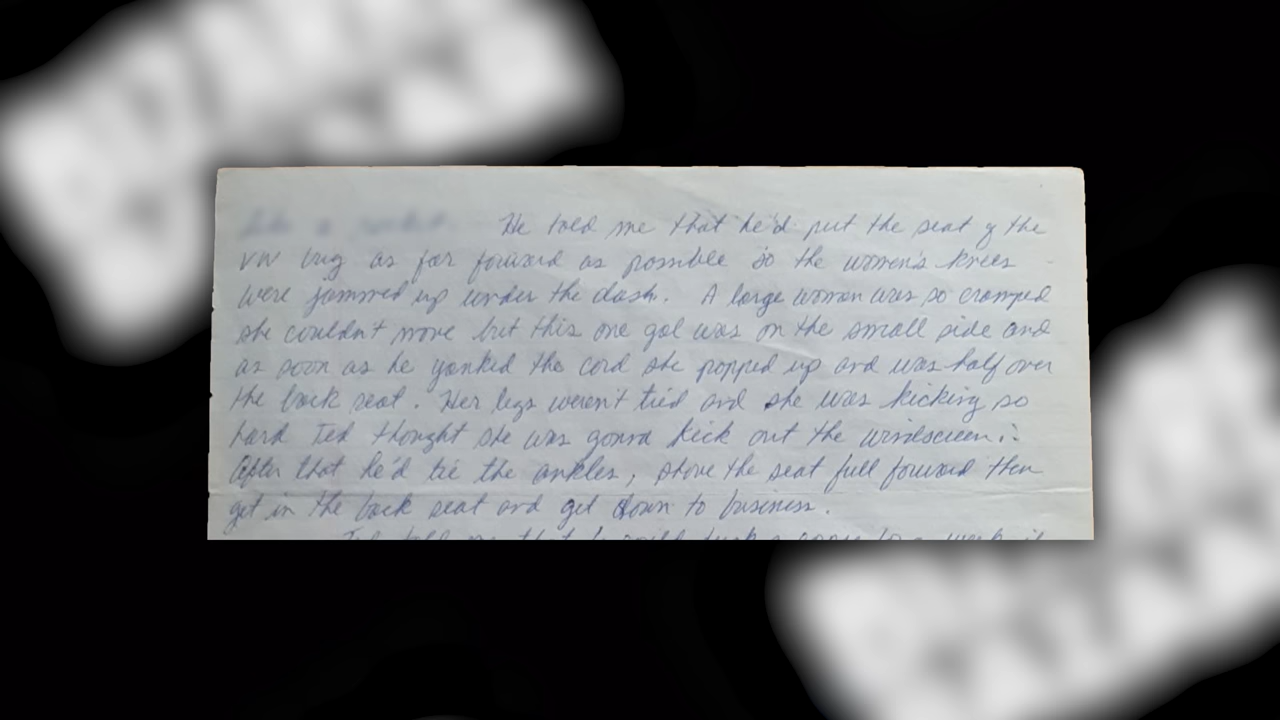 He told me that he'd put the seat of the
VW bug as far forward as possible so the women's knees
were jammed up under the dash. A large woman was so cramped
she couldn't move but this one gal was on the small side and
as soon as he yanked the cord she popped up and was half over
the back seat. Her legs weren't tied and she was kicking so
hard Ted thought she was gonna kick out the windscreen.
After that he'd tie the ankles, shove the seat full forward then
get in the back seat and get down to business.